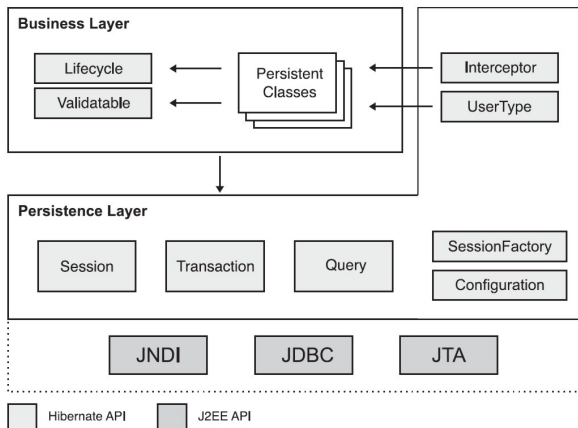 Business Layer
Lifecycle
Validatable
Persistent
Classes
Interceptor
UserType
Persistence Layer
Session
Transaction
Query
SessionFactory
Configuration
JNDI
JDBC
JTA
Hibernate API
J2EE API